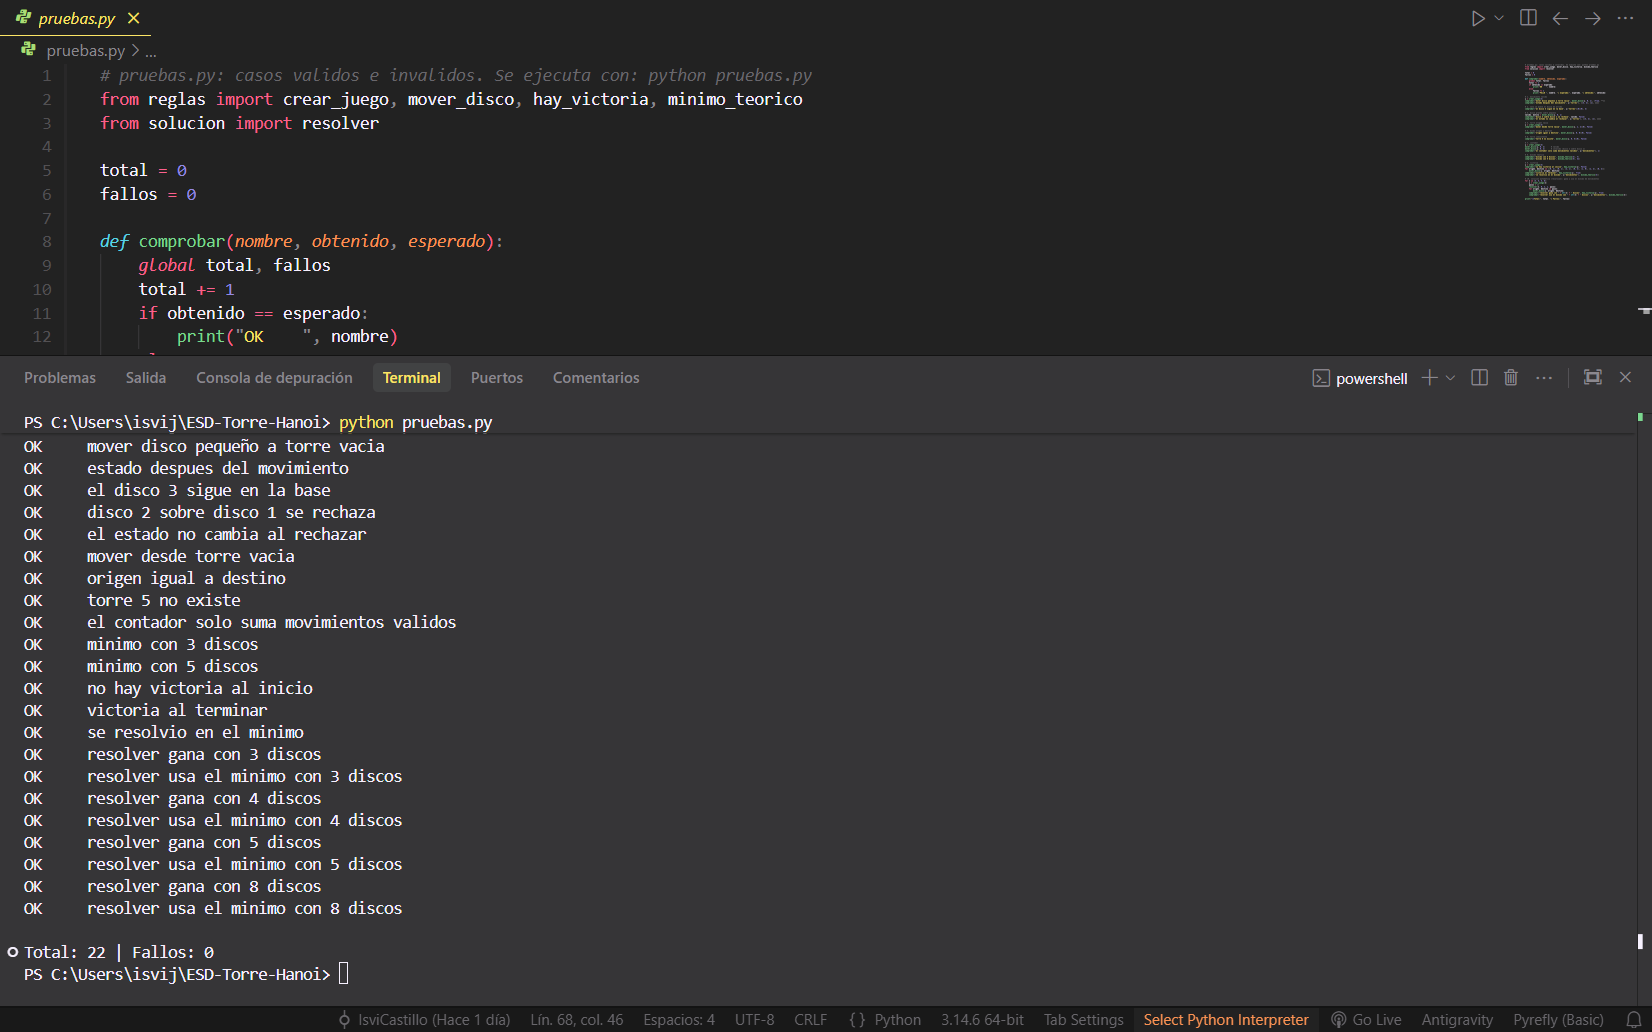 pruebas.py
pruebas.py > ...
1 # pruebas.py: casos validos e invalidos. Se ejecuta con: python pruebas.py
2 from reglas import crear_juego, mover_disco, hay_victoria, minimo_teorico
3 from solucion import resolver
4
5 total = 0
6 fallos = 0
7
8 def comprobar(nombre, obtenido, esperado):
9 global total, fallos
10 total += 1
11 if obtenido == esperado:
12 print("OK    ", nombre)
Problemas Salida Consola de depuración Terminal Puertos Comentarios powershell
PS C:\Users\isvij\ESD-Torre-Hanoi> python pruebas.py
OK     mover disco pequeño a torre vacia
OK     estado despues del movimiento
OK     el disco 3 sigue en la base
OK     disco 2 sobre disco 1 se rechaza
OK     el estado no cambia al rechazar
OK     mover desde torre vacia
OK     origen igual a destino
OK     torre 5 no existe
OK     el contador solo suma movimientos validos
OK     minimo con 3 discos
OK     minimo con 5 discos
OK     no hay victoria al inicio
OK     victoria al terminar
OK     se resolvio en el minimo
OK     resolver gana con 3 discos
OK     resolver usa el minimo con 3 discos
OK     resolver gana con 4 discos
OK     resolver usa el minimo con 4 discos
OK     resolver gana con 5 discos
OK     resolver usa el minimo con 5 discos
OK     resolver gana con 8 discos
OK     resolver usa el minimo con 8 discos
Total: 22 | Fallos: 0
PS C:\Users\isvij\ESD-Torre-Hanoi>
IsviCastillo (Hace 1 día) Lín. 68, col. 46 Espacios: 4 UTF-8 CRLF {} Python 3.14.6 64-bit Tab Settings Select Python Interpreter Go Live Antigravity Pyrefly (Basic)